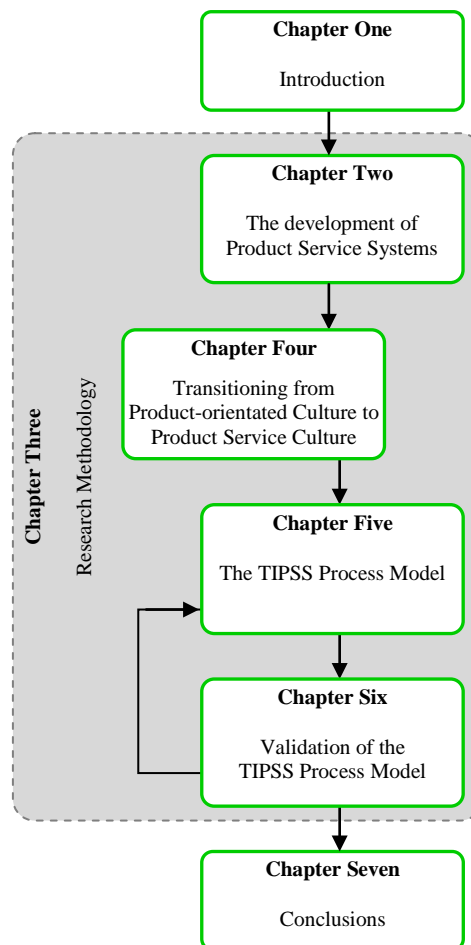 Chapter One
Introduction
Chapter Two
The development of
Product Service Systems
Chapter Three
Research Methodology
Chapter Four
Transitioning from
Product-orientated Culture to
Product Service Culture
Chapter Five
The TIPSS Process Model
Chapter Six
Validation of the
TIPSS Process Model
Chapter Seven
Conclusions